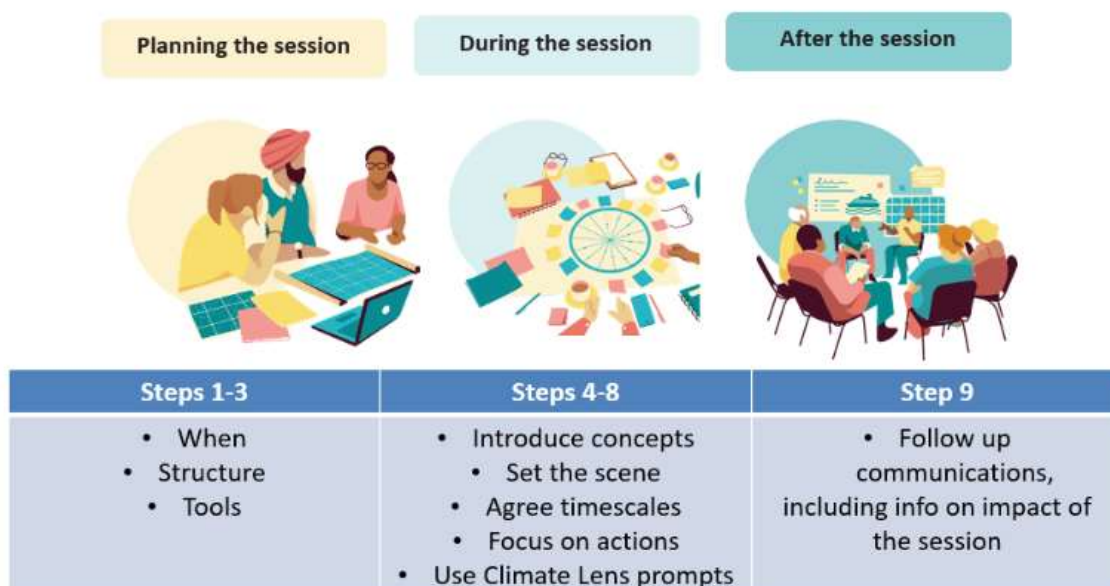 Planning the session
During the session
After the session
Steps 1-3
Steps 4-8
Step 9
• When
• Structure
• Tools
• Introduce concepts
• Set the scene
• Agree timescales
• Focus on actions
• Use Climate Lens prompts
• Follow up
communications,
including info on impact of
the session